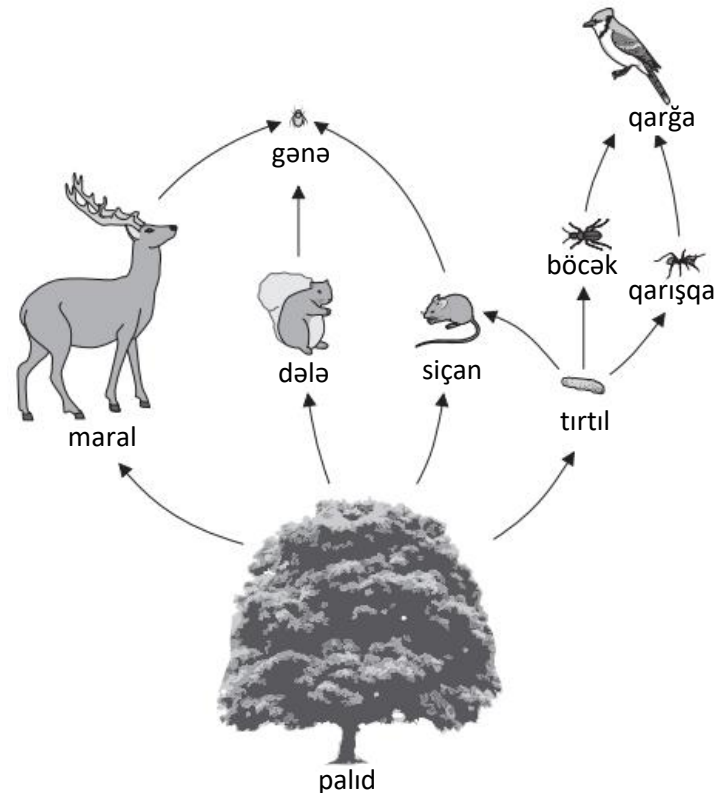 qarğa
gənə
böcək
qarışqa
dələ
siçan
tırtıl
maral
palıd